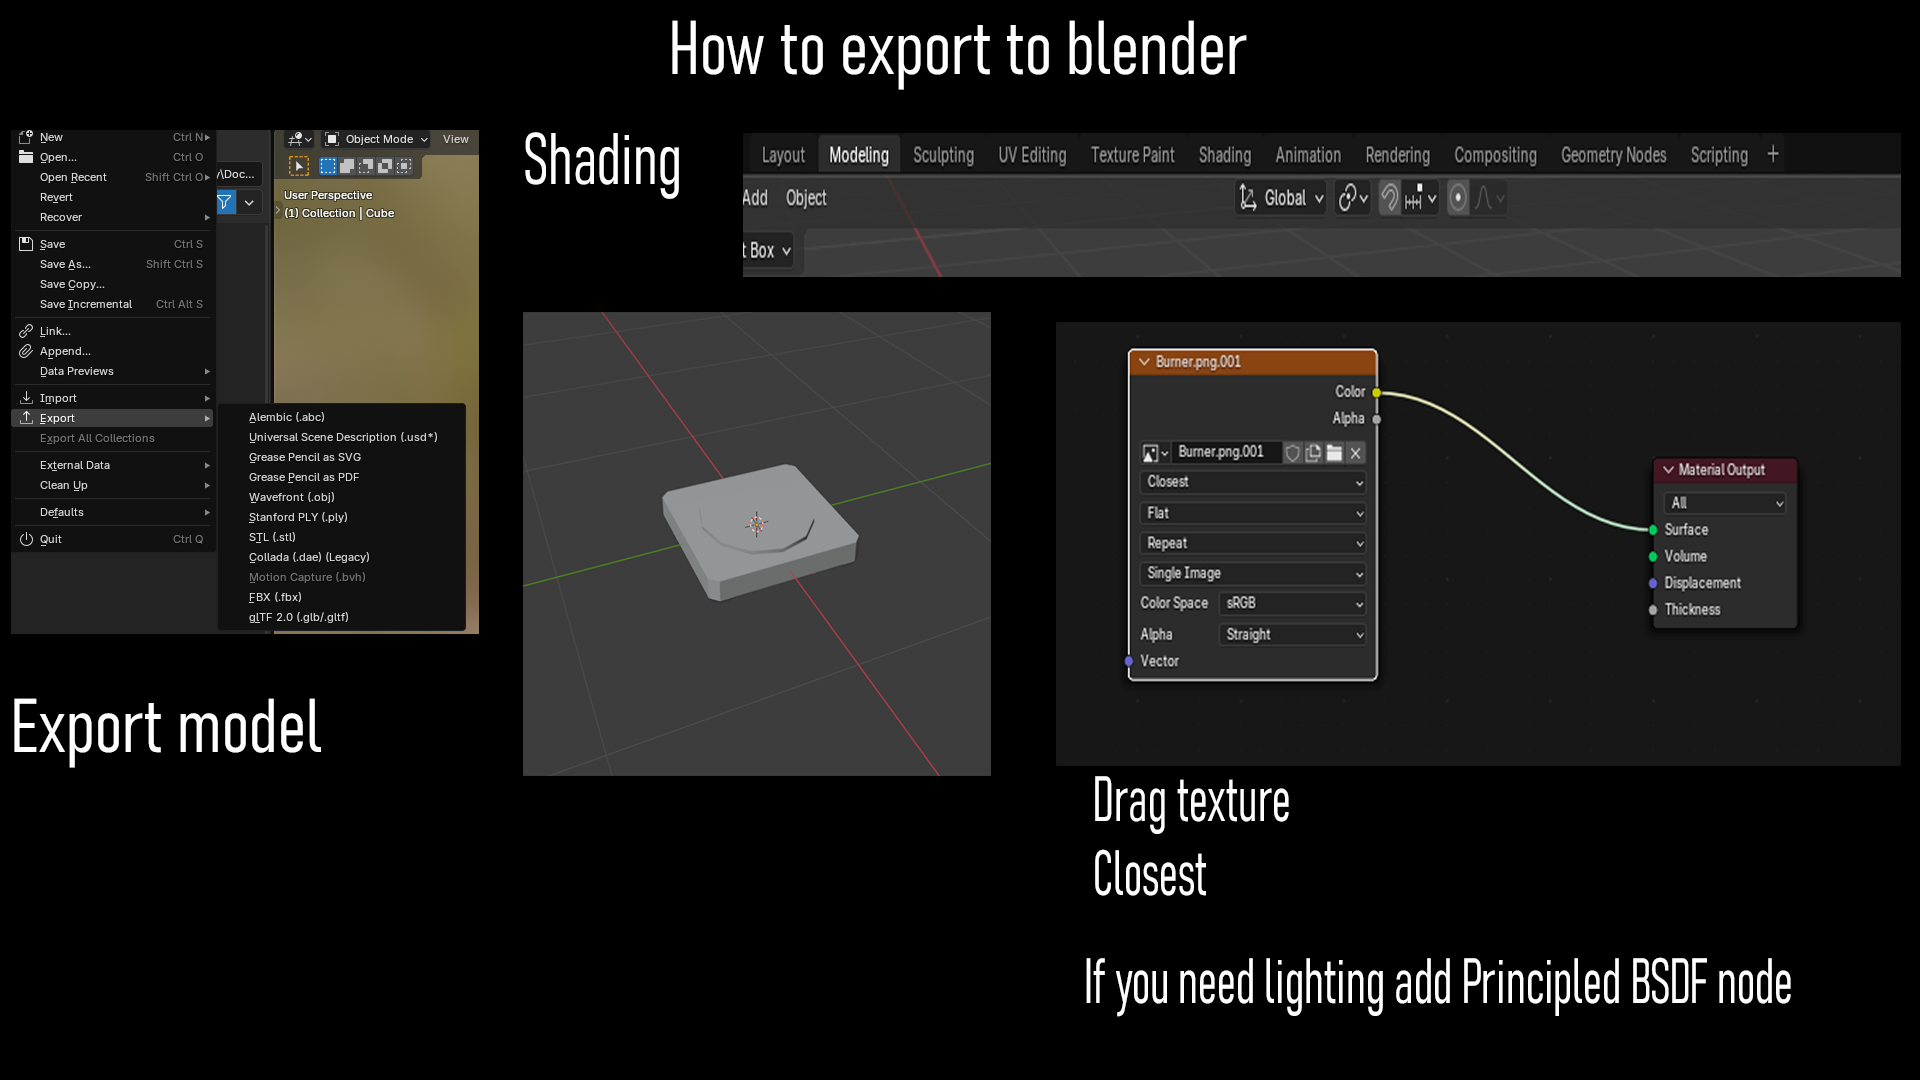 How to export to blender
New Ctrl N
Open... Ctrl O
Open Recent Shift Ctrl O
Revert
Recover
Save Ctrl S
Save As... Shift Ctrl S
Save Copy...
Save Incremental Ctrl Alt S
Link...
Append...
Data Previews
Import
Export
Export All Collections
External Data
Clean Up
Defaults
Quit Ctrl Q
\Doc...
Object Mode View
User Perspective
(1) Collection | Cube
Alembic (.abc)
Universal Scene Description (.usd*)
Grease Pencil as SVG
Grease Pencil as PDF
Wavefront (.obj)
Stanford PLY (.ply)
STL (.stl)
Collada (.dae) (Legacy)
Motion Capture (.bvh)
FBX (.fbx)
glTF 2.0 (.glb/.gltf)
Export model
Shading
Layout Modeling Sculpting UV Editing Texture Paint Shading Animation Rendering Compositing Geometry Nodes Scripting +
Add Object Global
t Box
Burner.png.001
Color
Alpha
Burner.png.001
Closest
Flat
Repeat
Single Image
Color Space sRGB
Alpha Straight
Vector
Material Output
All
Surface
Volume
Displacement
Thickness
Drag texture
Closest
If you need lighting add Principled BSDF node